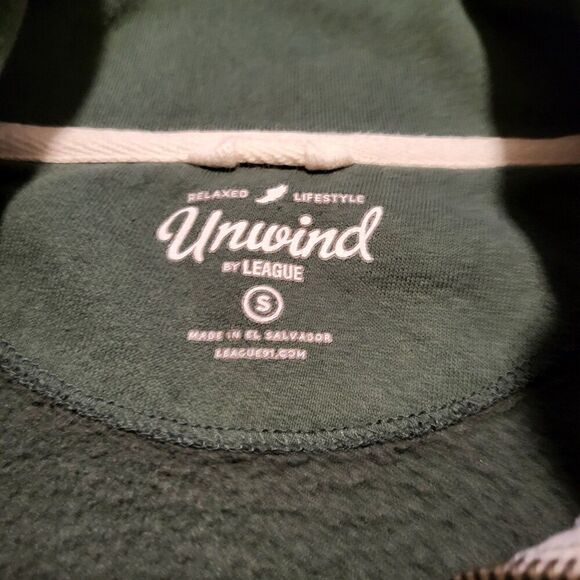 RELAXED LIFESTYLE
Unwind
BY LEAGUE
S
MADE IN EL SALVADOR
LEAGUE91.COM